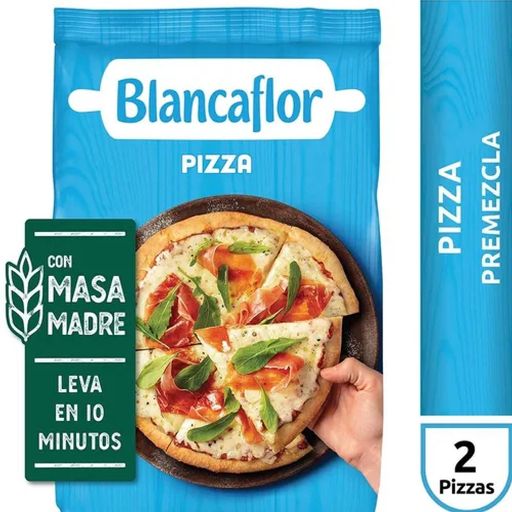 Blancaflor
PIZZA
CON
MASA
MADRE
LEVA
EN 10
MINUTOS
PIZZA
PREMEZCLA
2
Pizzas